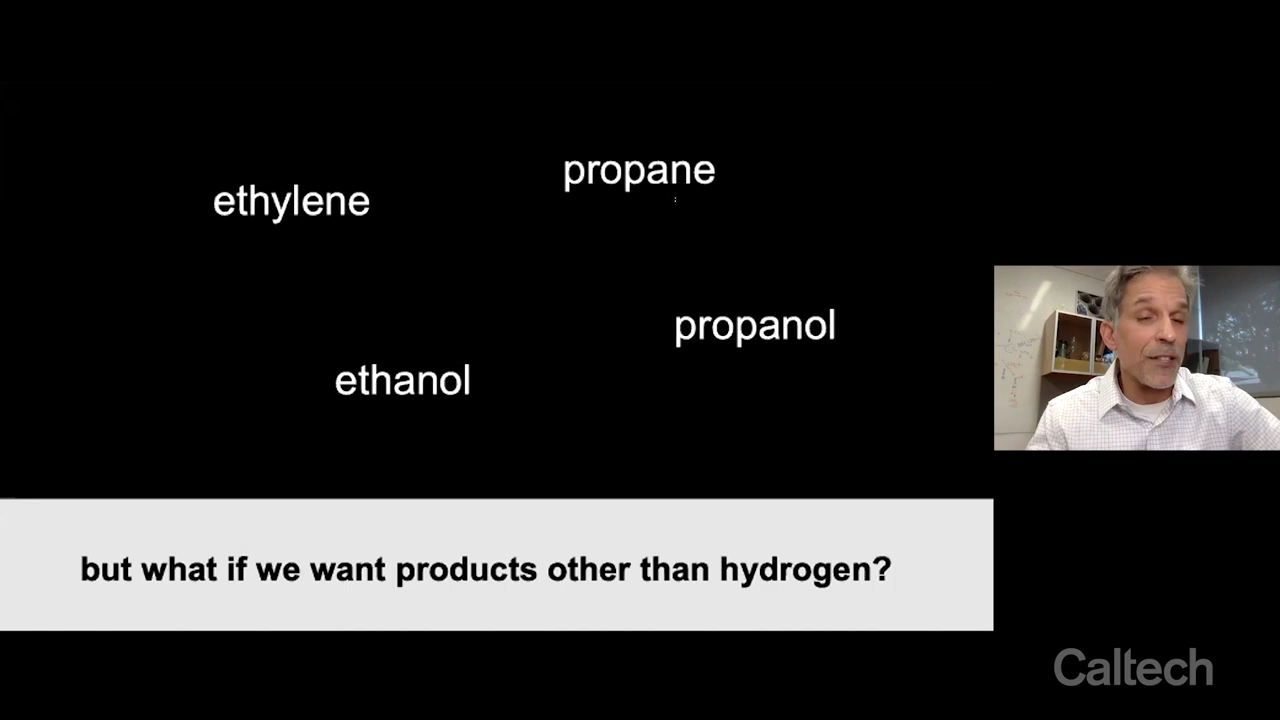 propane
ethylene
propanol
ethanol
but what if we want products other than hydrogen?
Caltech